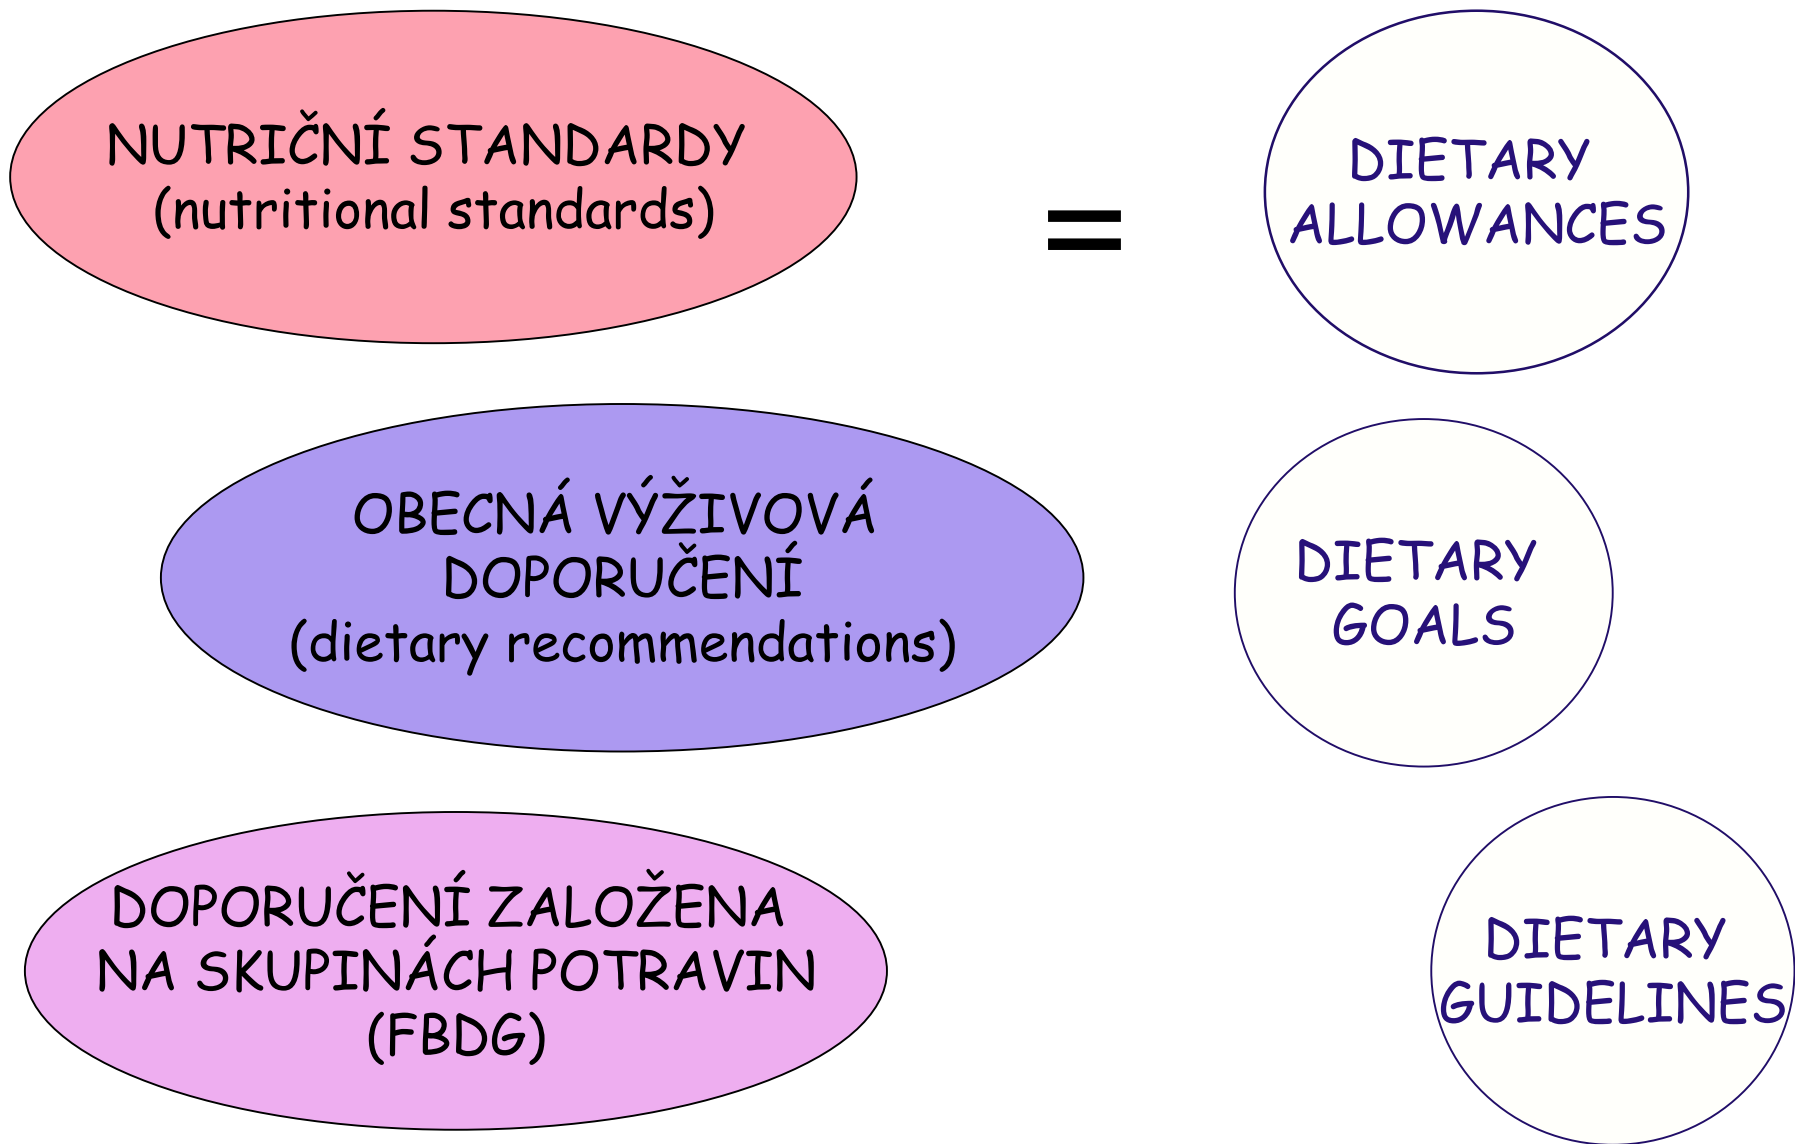 NUTRIČNÍ STANDARDY
(nutritional standards)
=
DIETARY
ALLOWANCES
OBECNÁ VÝŽIVOVÁ
DOPORUČENÍ
(dietary recommendations)
DIETARY
GOALS
DOPORUČENÍ ZALOŽENA
NA SKUPINÁCH POTRAVIN
(FBDG)
DIETARY
GUIDELINES